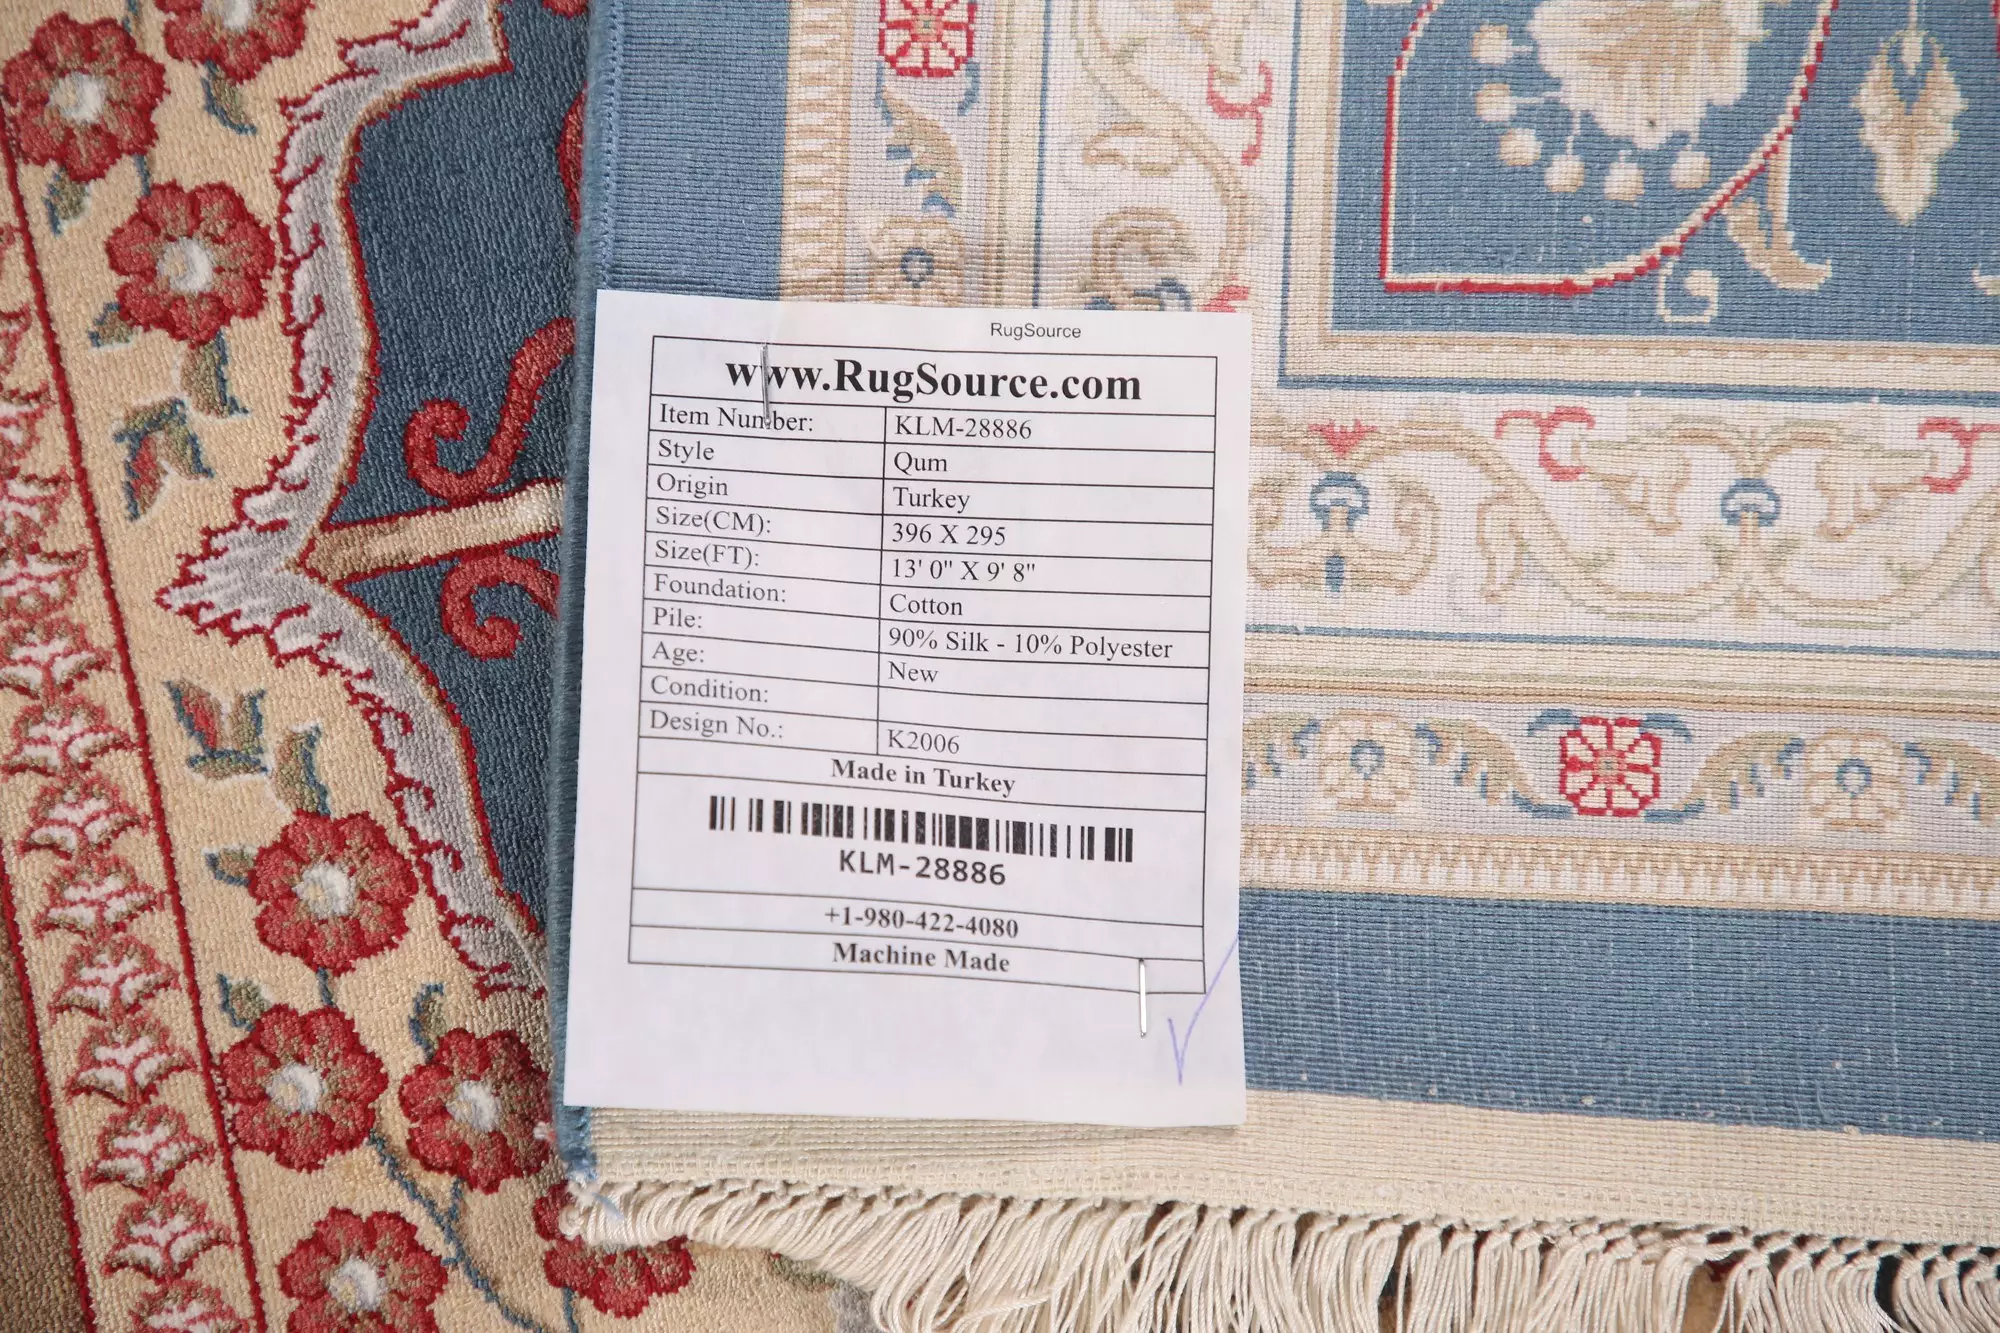 RugSource
www.RugSource.com
Item Number: KLM-28886
Style Qum
Origin Turkey
Size(CM): 396 X 295
Size(FT): 13' 0" X 9' 8"
Foundation: Cotton
Pile: 90% Silk - 10% Polyester
Age: New
Condition:
Design No.: K2006
Made in Turkey
KLM-28886
+1-980-422-4080
Machine Made